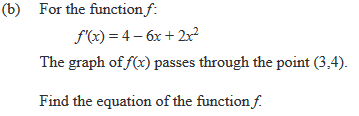 (b) For the function f:
f'(x) = 4 – 6x + 2x²
The graph of f(x) passes through the point (3,4).
Find the equation of the function f.